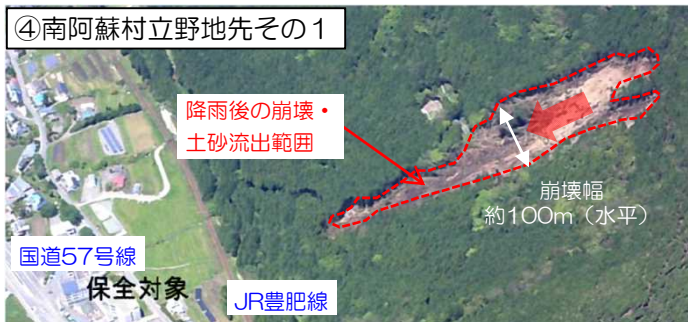 ④南阿蘇村立野地先その１
降雨後の崩壊・
土砂流出範囲
崩壊幅
約100m（水平）
国道57号線
保全対象
JR豊肥線